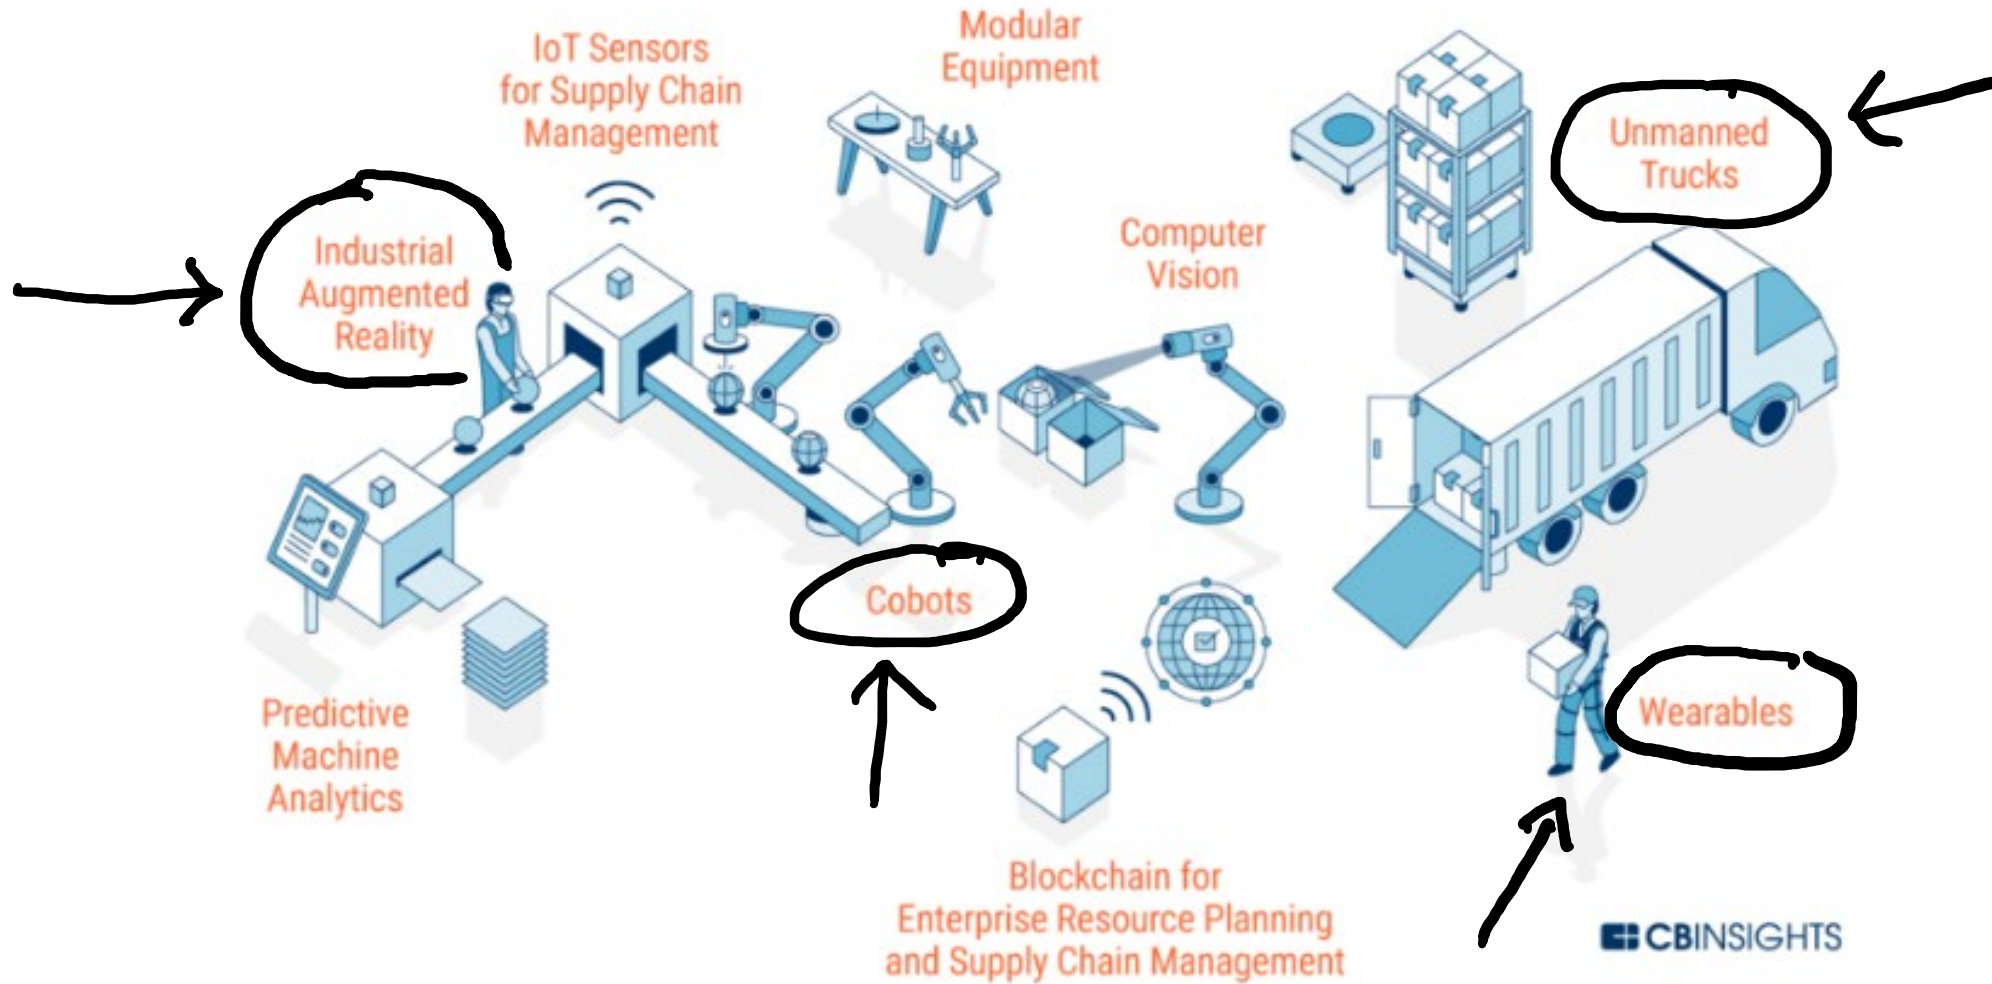 Modular
Equipment
IoT Sensors
for Supply Chain
Management
Unmanned
Trucks
Industrial
Augmented
Reality
Computer
Vision
Cobots
Predictive
Machine
Analytics
Wearables
Blockchain for
Enterprise Resource Planning
and Supply Chain Management
CBINSIGHTS